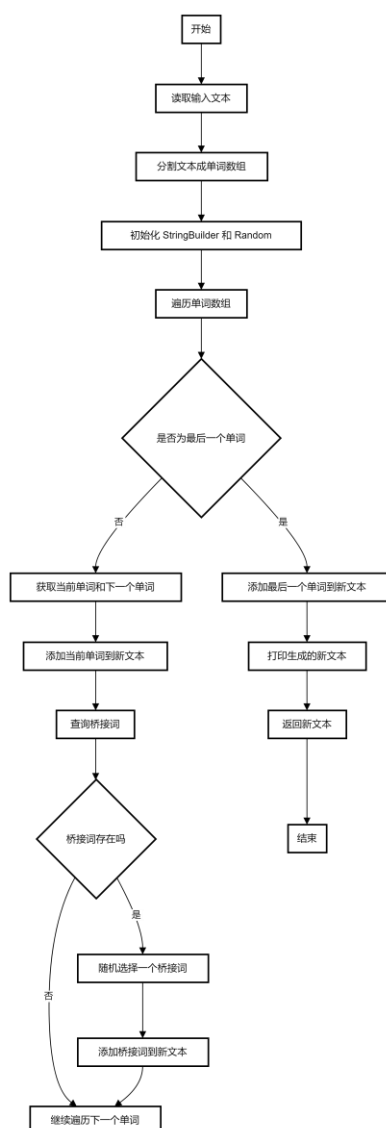 开始
读取输入文本
分割文本成单词数组
初始化 StringBuilder 和 Random
遍历单词数组
是否为最后一个单词
否
是
获取当前单词和下一个单词
添加最后一个单词到新文本
添加当前单词到新文本
打印生成的新文本
查询桥接词
返回新文本
桥接词存在吗
结束
是
随机选择一个桥接词
否
添加桥接词到新文本
继续遍历下一个单词